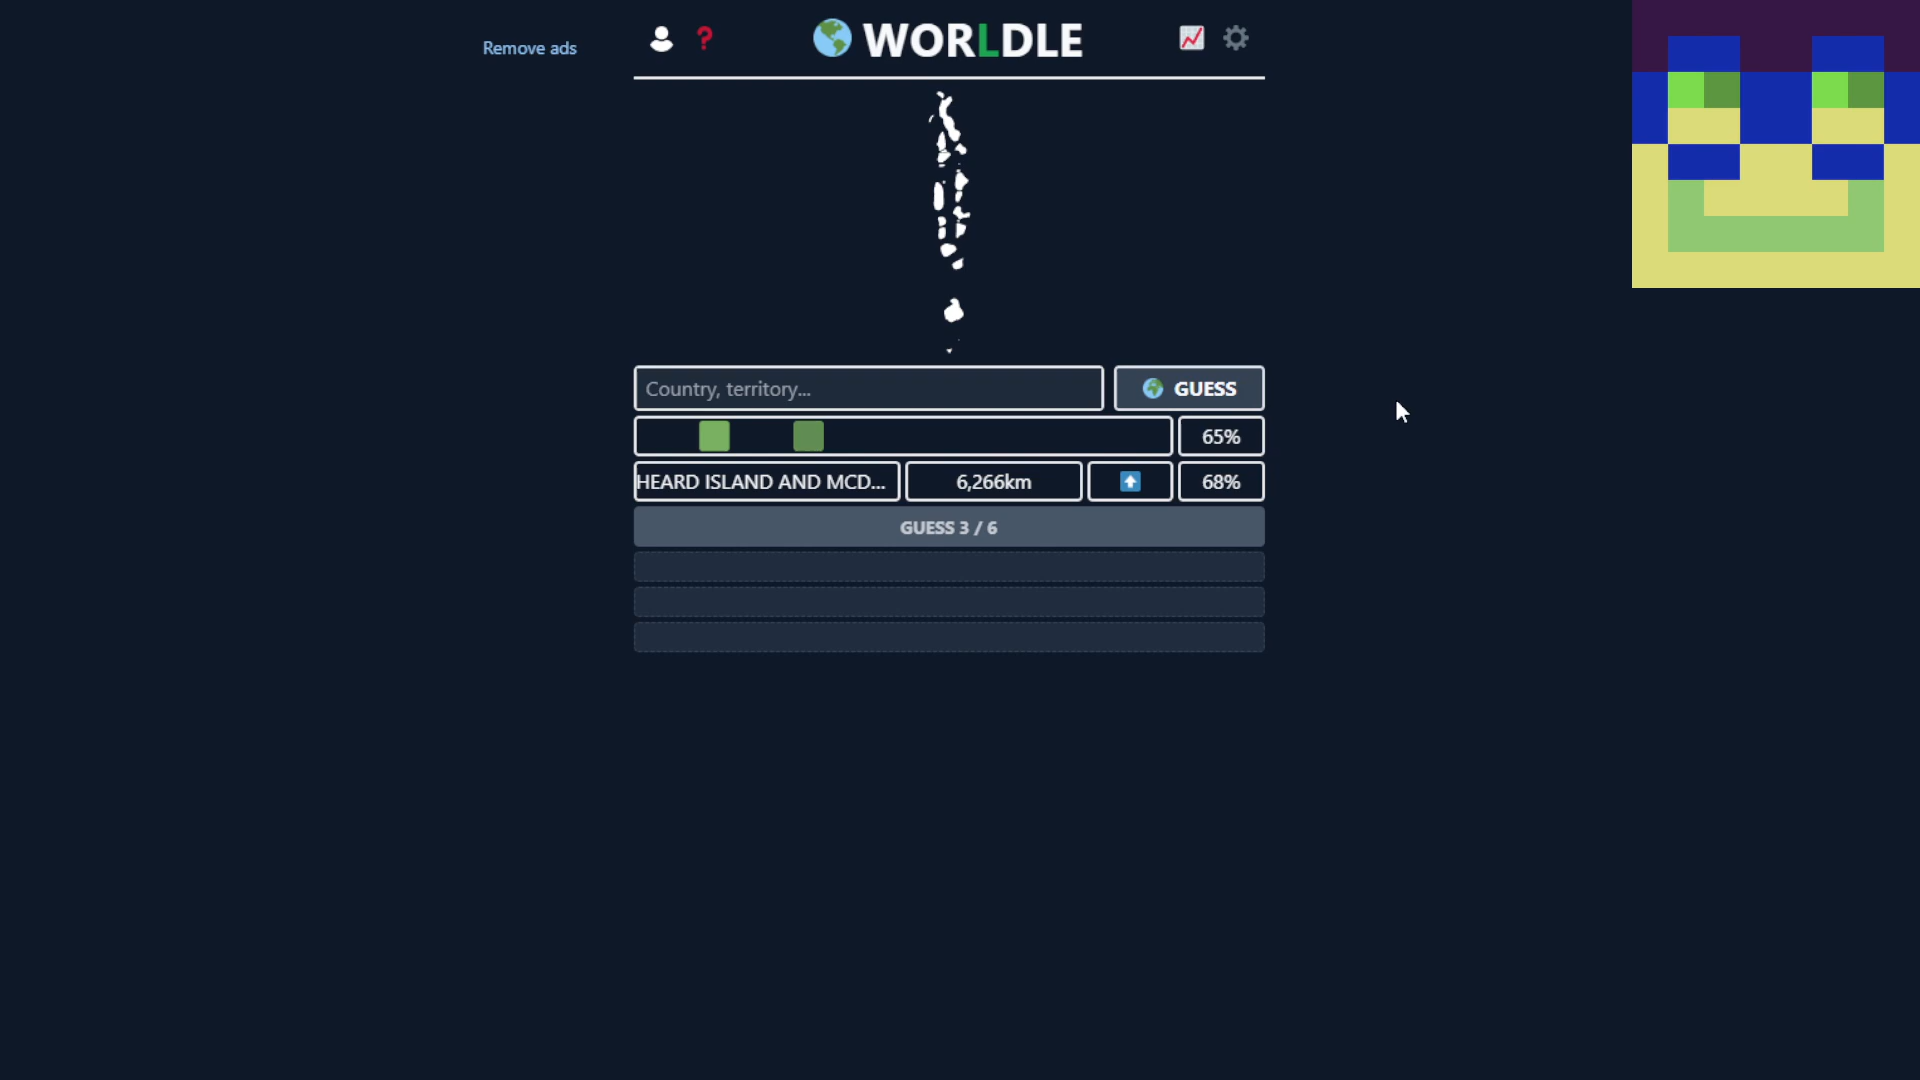 Remove ads
?
WORLDLE
Country, territory...
GUESS
65%
HEARD ISLAND AND MCD...
6,266km
68%
GUESS 3 / 6